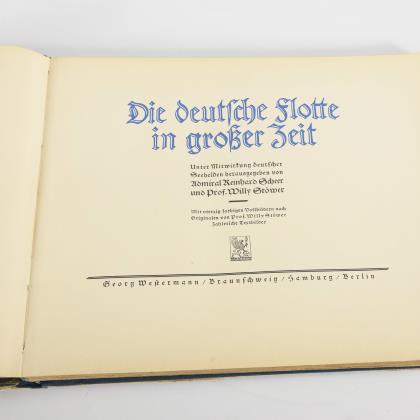 Die deutsche Flotte
in großer Zeit
Unter Mitwirkung deutscher
Seehelden herausgegeben von
Admiral Reinhard Scheer
und Prof. Willy Stöwer
Mit vierzig farbigen Vollbildern nach
Originalen von Prof. Willy Stöwer
Zahlreiche Textbilder
Georg Westermann / Braunschweig / Hamburg / Berlin